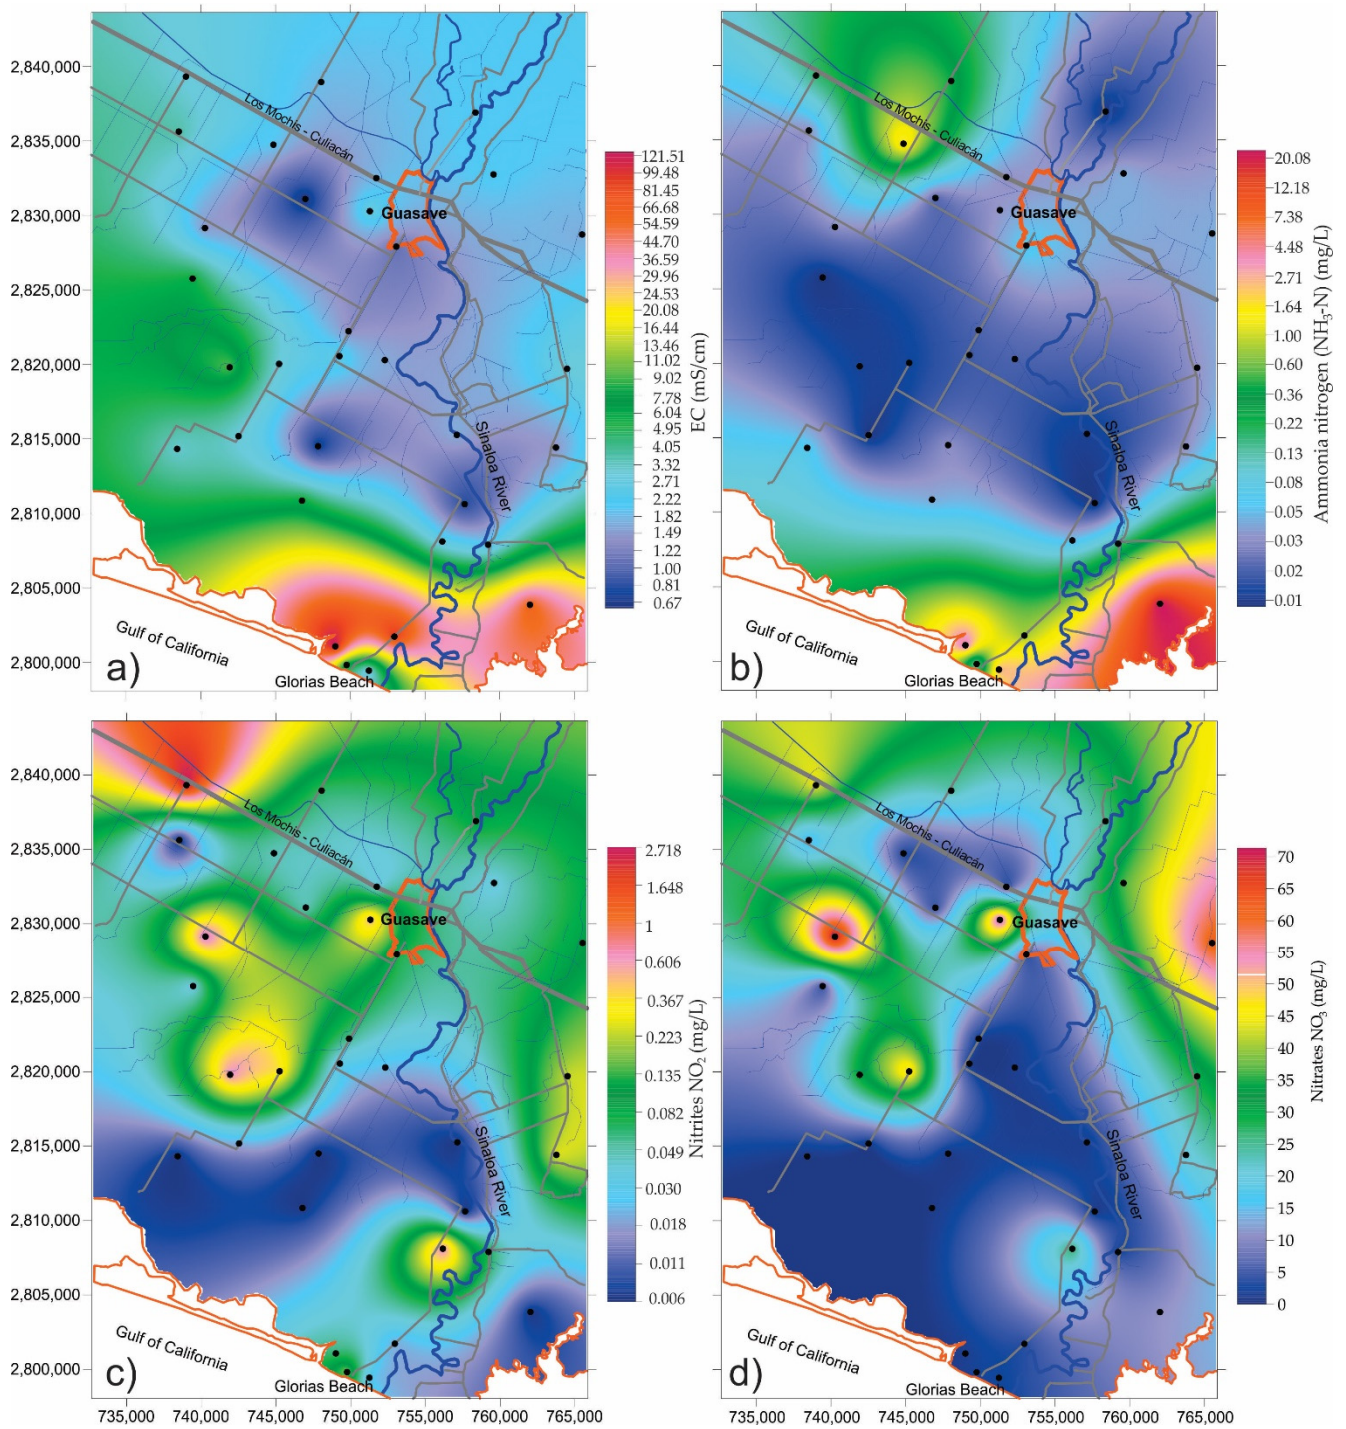 2,840,000
2,835,000
2,830,000
2,825,000
2,820,000
2,815,000
2,810,000
2,805,000
2,800,000
Los Mochis - Culiacán
Guasave
Sinaloa River
Gulf of California
a)
Glorias Beach
121.51
99.48
81.45
66.68
54.59
44.70
36.59
29.96
24.53
20.08
16.44
13.46
11.02
9.02
7.78
6.04
4.95
4.05
3.32
2.71
2.22
1.82
1.49
1.22
1.00
0.81
0.67
EC (mS/cm)
Los Mochis - Culiacán
Guasave
Sinaloa River
Gulf of California
b)
Glorias Beach
20.08
12.18
7.38
4.48
2.71
1.64
1.00
0.60
0.36
0.22
0.13
0.08
0.05
0.03
0.02
0.01
Ammonia nitrogen (NH3-N) (mg/L)
2,840,000
2,835,000
2,830,000
2,825,000
2,820,000
2,815,000
2,810,000
2,805,000
2,800,000
Los Mochis - Culiacán
Guasave
Sinaloa River
Gulf of California
c)
Glorias Beach
735,000 740,000 745,000 750,000 755,000 760,000 765,000
2.718
1.648
1
0.606
0.367
0.223
0.135
0.082
0.049
0.030
0.018
0.011
0.006
Nitrites NO2 (mg/L)
Los Mochis - Culiacán
Guasave
Sinaloa River
Gulf of California
d)
Glorias Beach
735,000 740,000 745,000 750,000 755,000 760,000 765,000
70
65
60
55
50
45
40
35
30
25
20
15
10
5
0
Nitrates NO3 (mg/L)